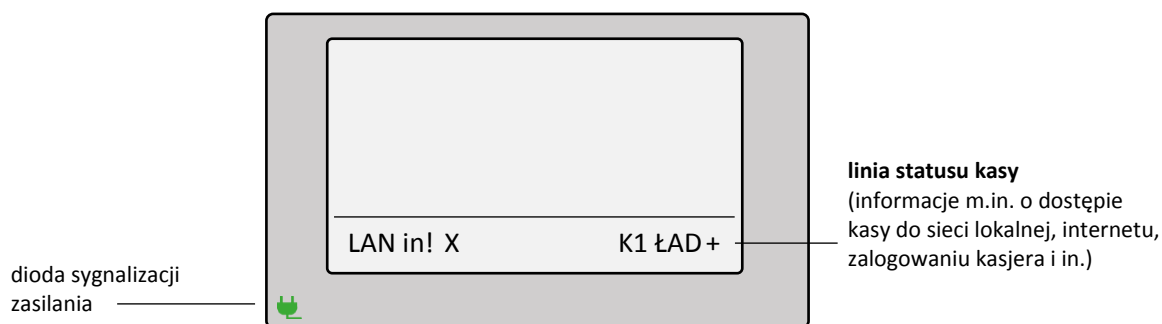 LAN in! X K1 ŁAD +
linia statusu kasy
(informacje m.in. o dostępie
kasy do sieci lokalnej, internetu,
zalogowaniu kasjera i in.)
dioda sygnalizacji
zasilania